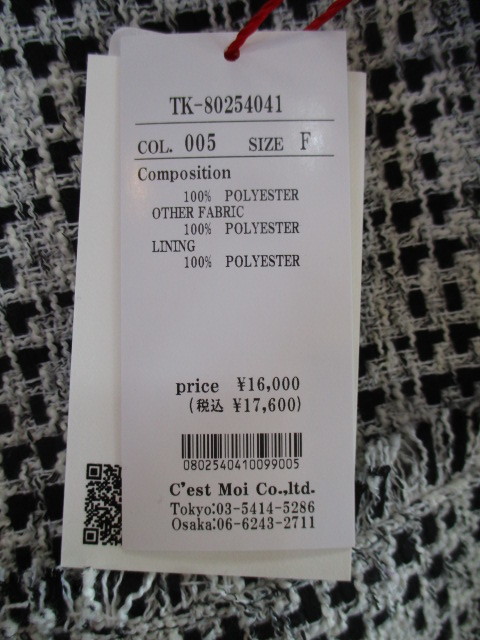 TK-80254041
COL. 005 SIZE F
Composition
100% POLYESTER
OTHER FABRIC
100% POLYESTER
LINING
100% POLYESTER
price ¥16,000
(税込 ¥17,600)
0802540410099005
C'est Moi Co.,ltd.
Tokyo:03-5414-5286
Osaka:06-6243-2711